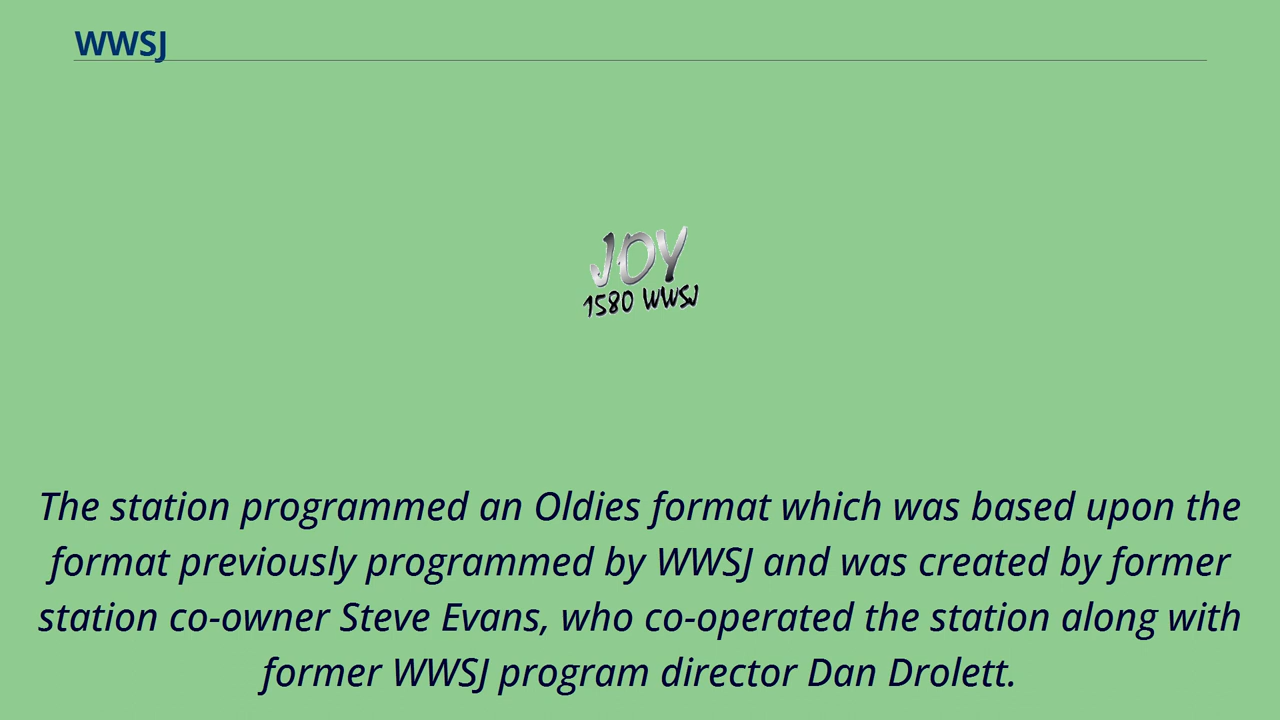 WWSJ
JOY
1580 WWSJ
The station programmed an Oldies format which was based upon the
format previously programmed by WWSJ and was created by former
station co-owner Steve Evans, who co-operated the station along with
former WWSJ program director Dan Drolett.